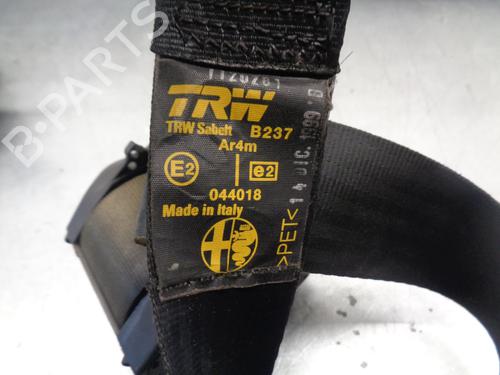 TRW
TRW Sabelt B237
Ar4m
E2 e2
044018
Made in Italy
>PET<
14 DIC. 1999
B-PARTS